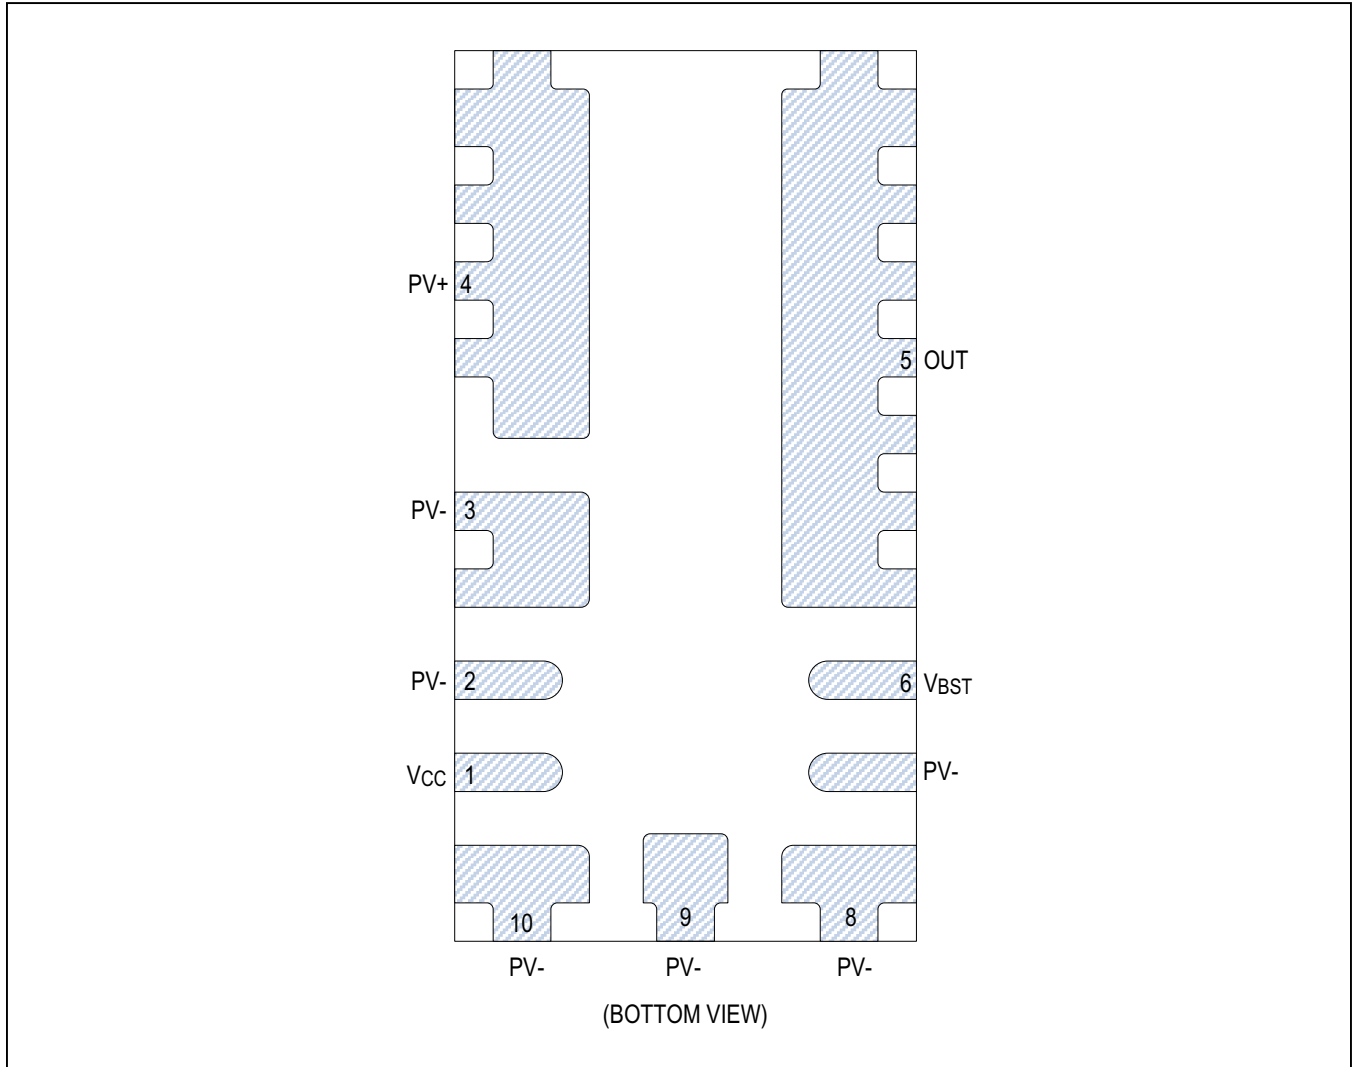 PV+ 4
5 OUT
PV- 3
PV- 2
6 VBST
VCC 1
PV-
10
9
8
PV-
PV-
PV-
(BOTTOM VIEW)